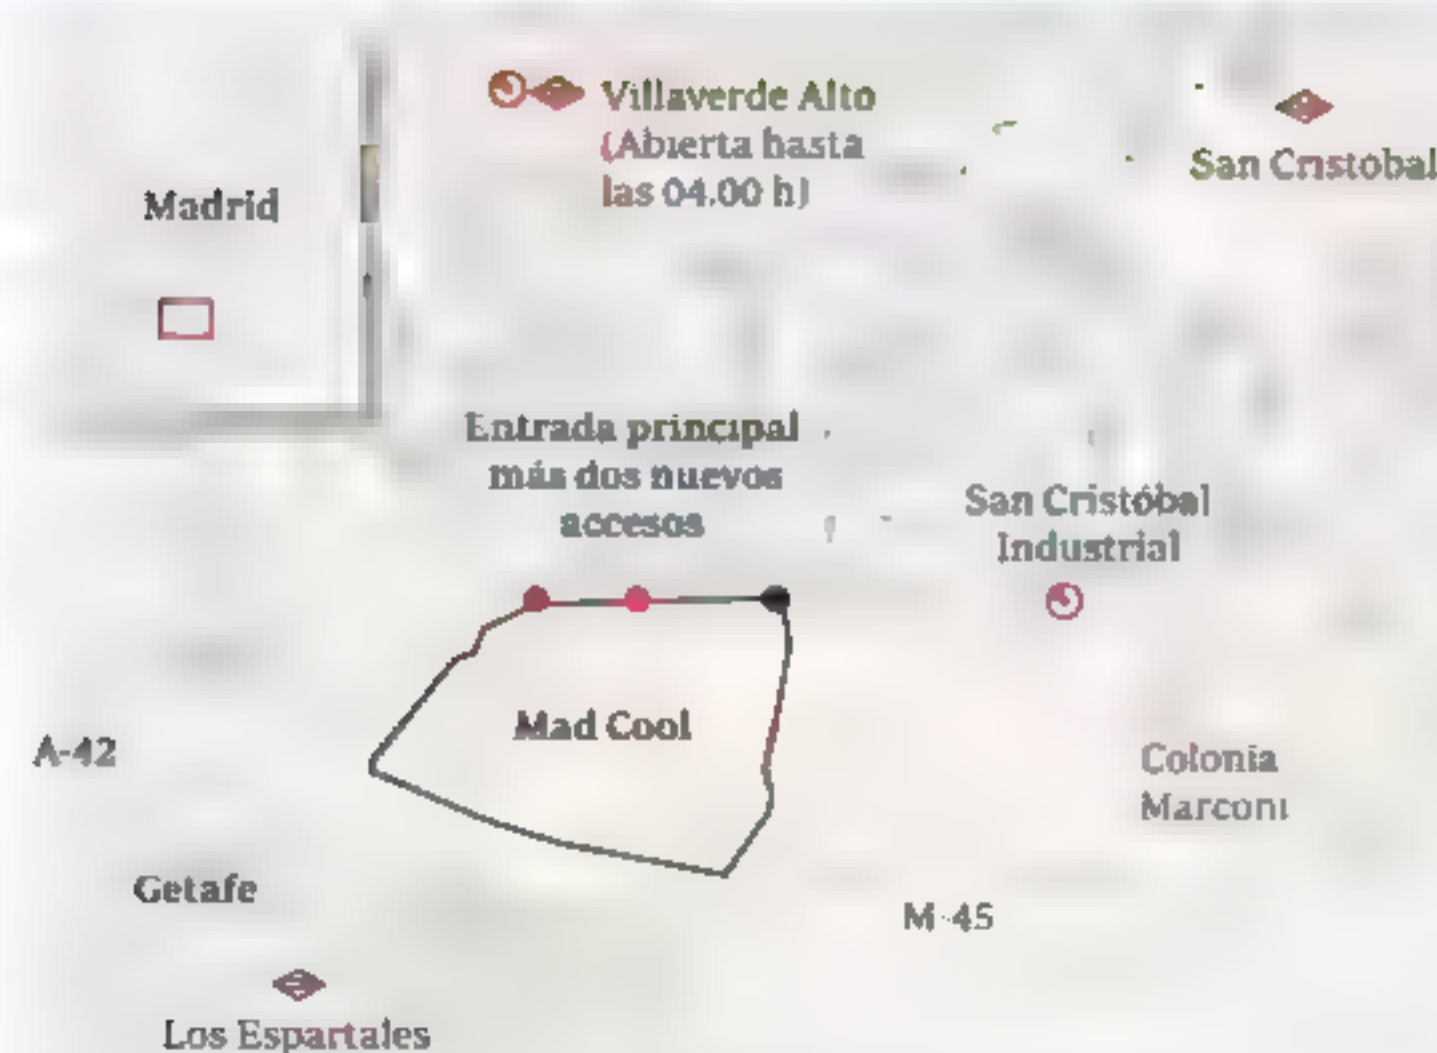 Villaverde Alto
(Abierta hasta
las 04.00 h)
San Cristobal
Madrid
Entrada principal
más dos nuevos
accesos
San Cristóbal
Industrial
Mad Cool
A-42
Colonia
Marconi
Getafe
M-45
Los Espartales